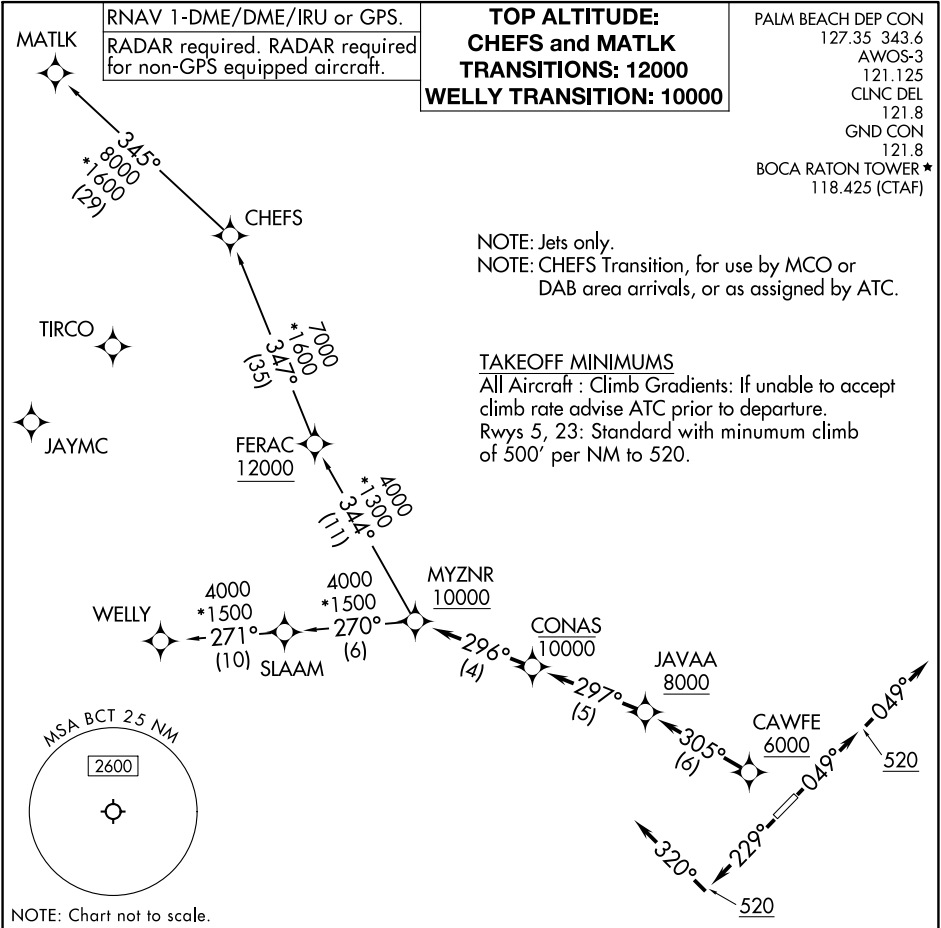 RNAV 1-DME/DME/IRU or GPS.
RADAR required. RADAR required
for non-GPS equipped aircraft.
TOP ALTITUDE:
CHEFS and MATLK
TRANSITIONS: 12000
WELLY TRANSITION: 10000
PALM BEACH DEP CON
127.35 343.6
AWOS-3
121.125
CLNC DEL
121.8
GND CON
121.8
BOCA RATON TOWER★
118.425 (CTAF)
MATLK
345°
8000
*1600
(29)
CHEFS
NOTE: Jets only.
NOTE: CHEFS Transition, for use by MCO or
DAB area arrivals, or as assigned by ATC.
TIRCO
7000
*1600
347°
(35)
JAYMC
TAKEOFF MINIMUMS
All Aircraft : Climb Gradients: If unable to accept
climb rate advise ATC prior to departure.
Rwys 5, 23: Standard with minumum climb
of 500' per NM to 520.
FERAC
12000
4000
*1300
344°
(11)
MYZNR
10000
WELLY
4000
*1500
271°
(10)
SLAAM
4000
*1500
270°
(6)
296°
(4)
CONAS
10000
297°
(5)
JAVAA
8000
305°
(6)
CAWFE
6000
049°
049°
520
229°
320°
520
MSA BCT 25 NM
2600
NOTE: Chart not to scale.